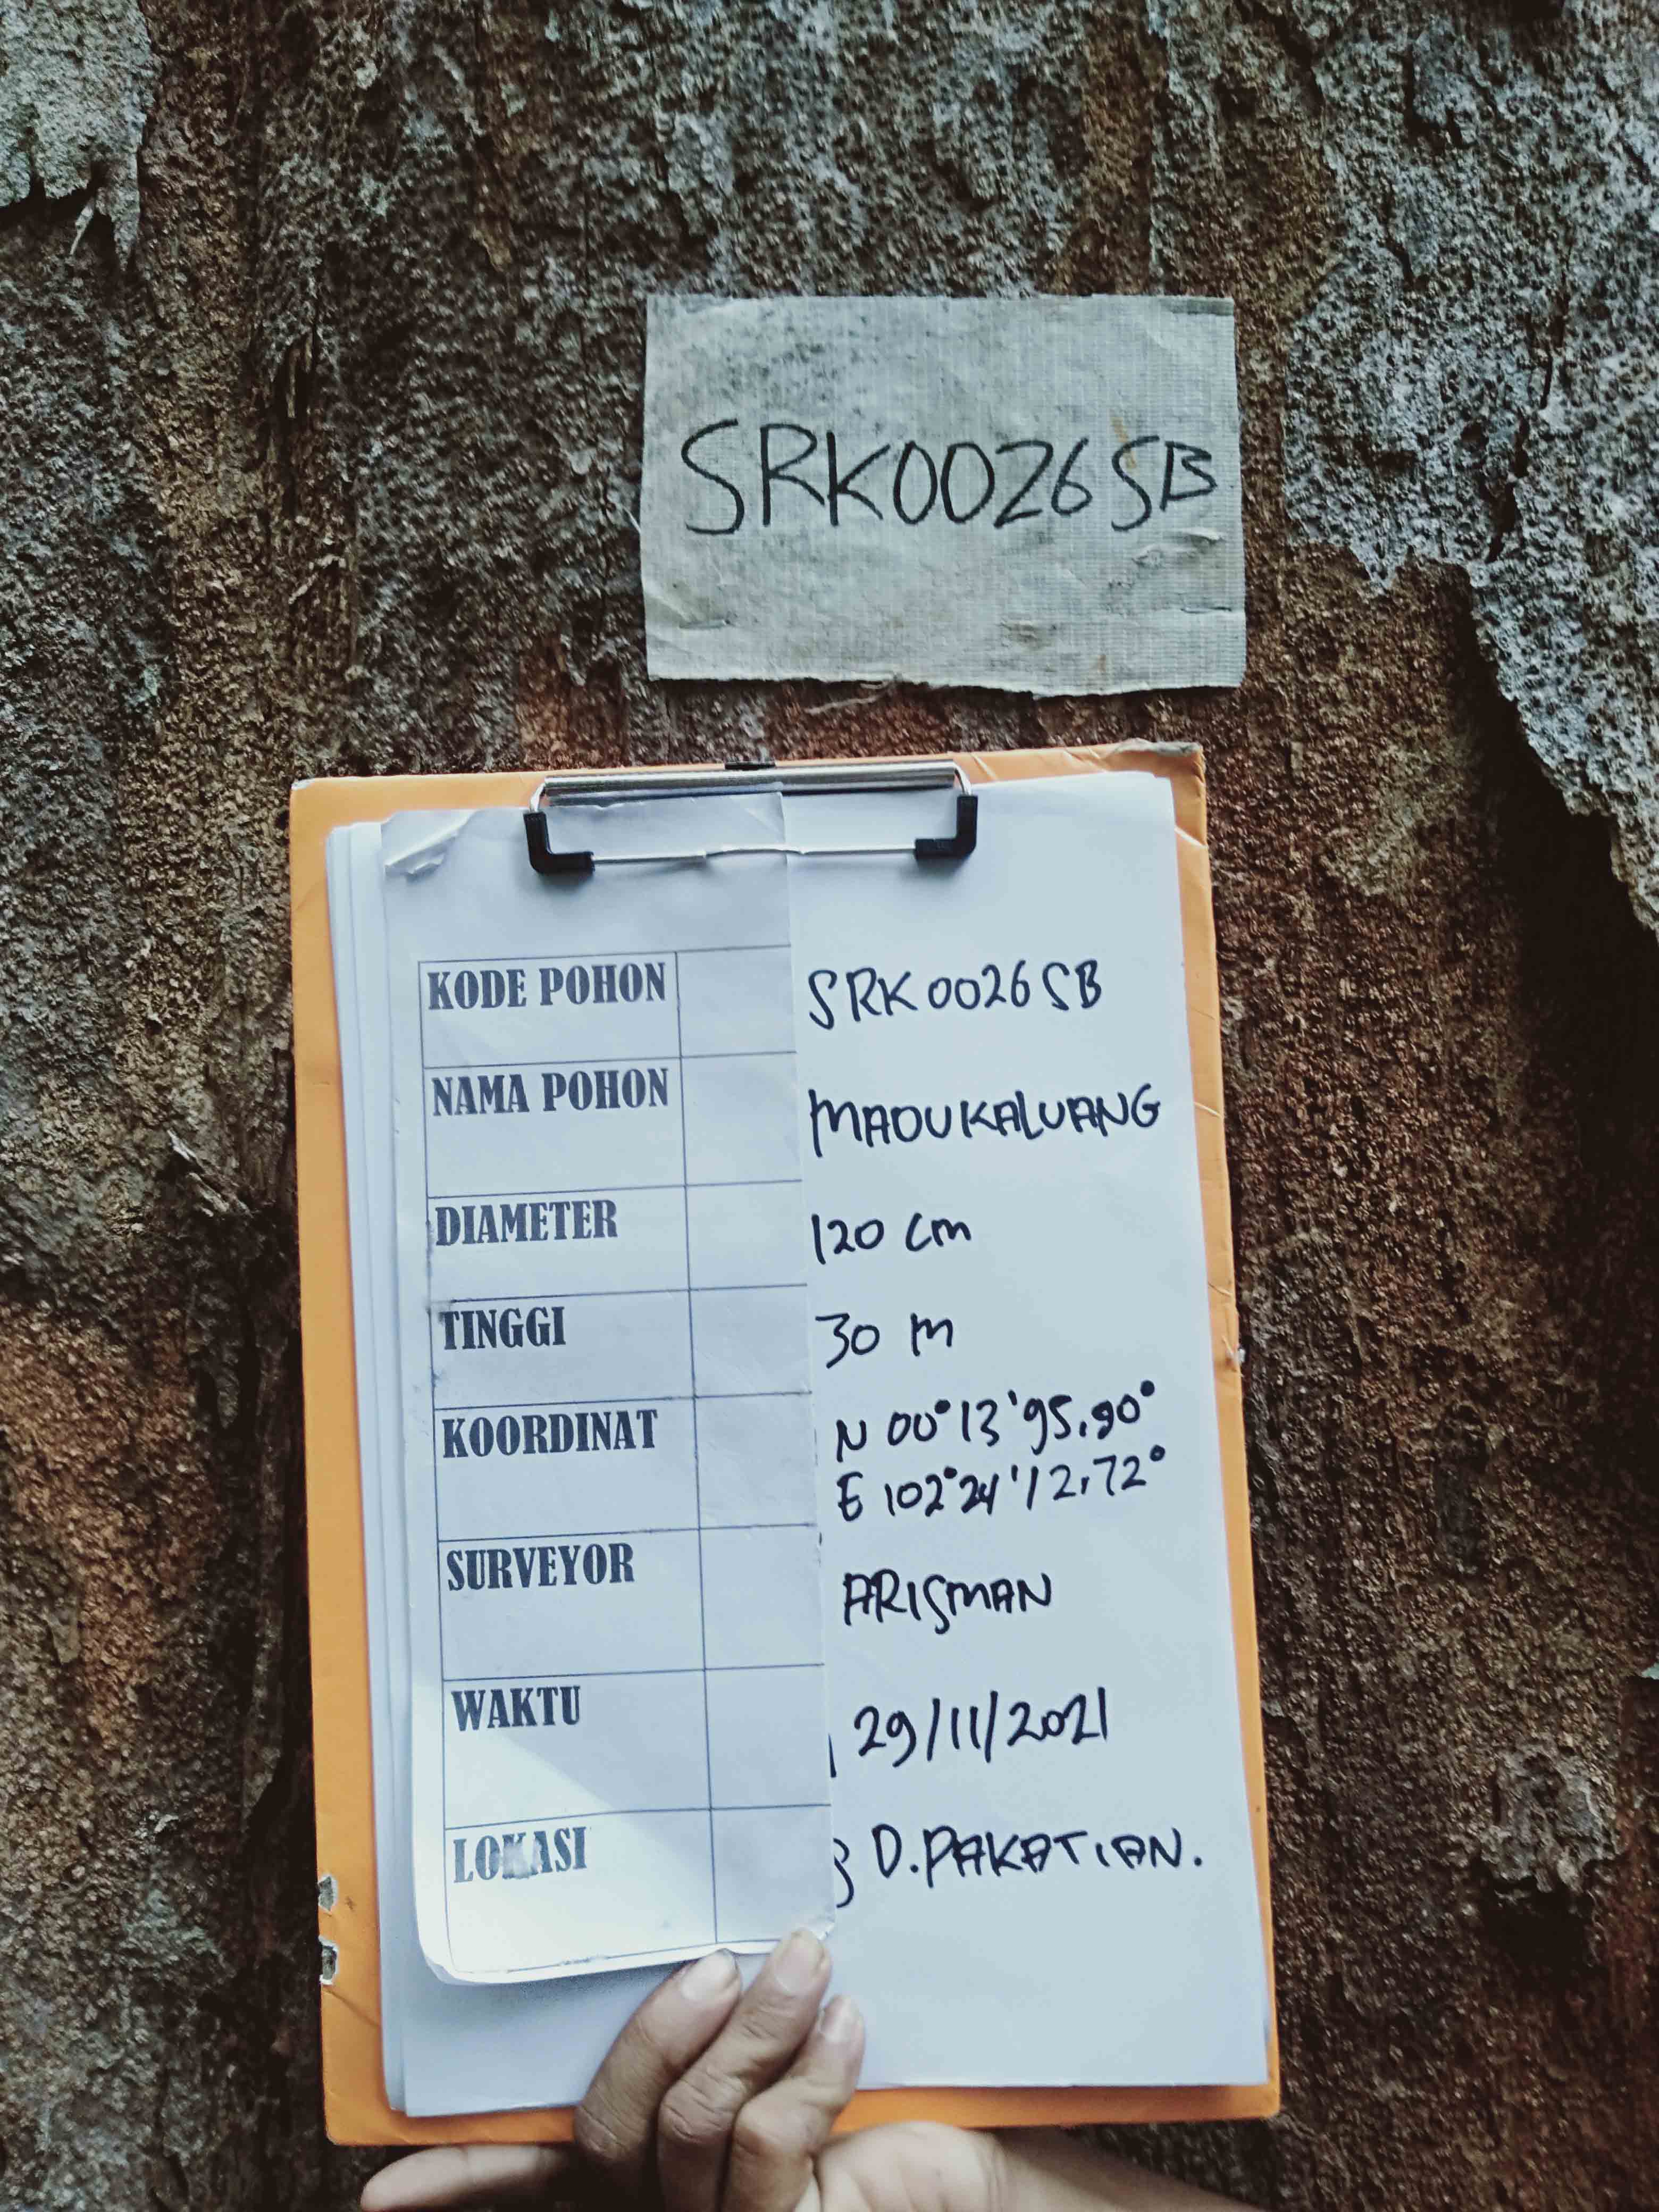 SRK0026SB
KODE POHON SRK0026SB
NAMA POHON MADUKALUANG
DIAMETER 120 cm
TINGGI 30 m
KOORDINAT N 00°13'95,90°
E 102°24'12,72°
SURVEYOR ARISMAN
WAKTU 29/11/2021
LOKASI D.PAKATIAN.